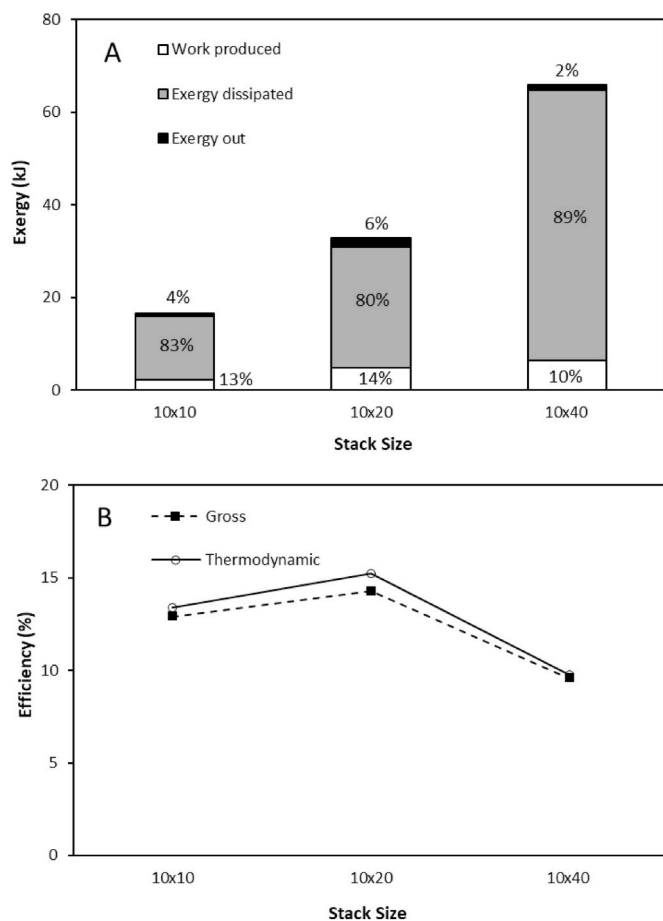 80
A
Work produced
2%
Exergy dissipated
60
Exergy out
Exergy (kJ)
40
89%
6%
20
80%
4%
83%
13%
14%
10%
0
10x10
10x20
10x40
Stack Size
20
B
Gross
Thermodynamic
15
Efficiency (%)
10
5
0
10x10
10x20
10x40
Stack Size